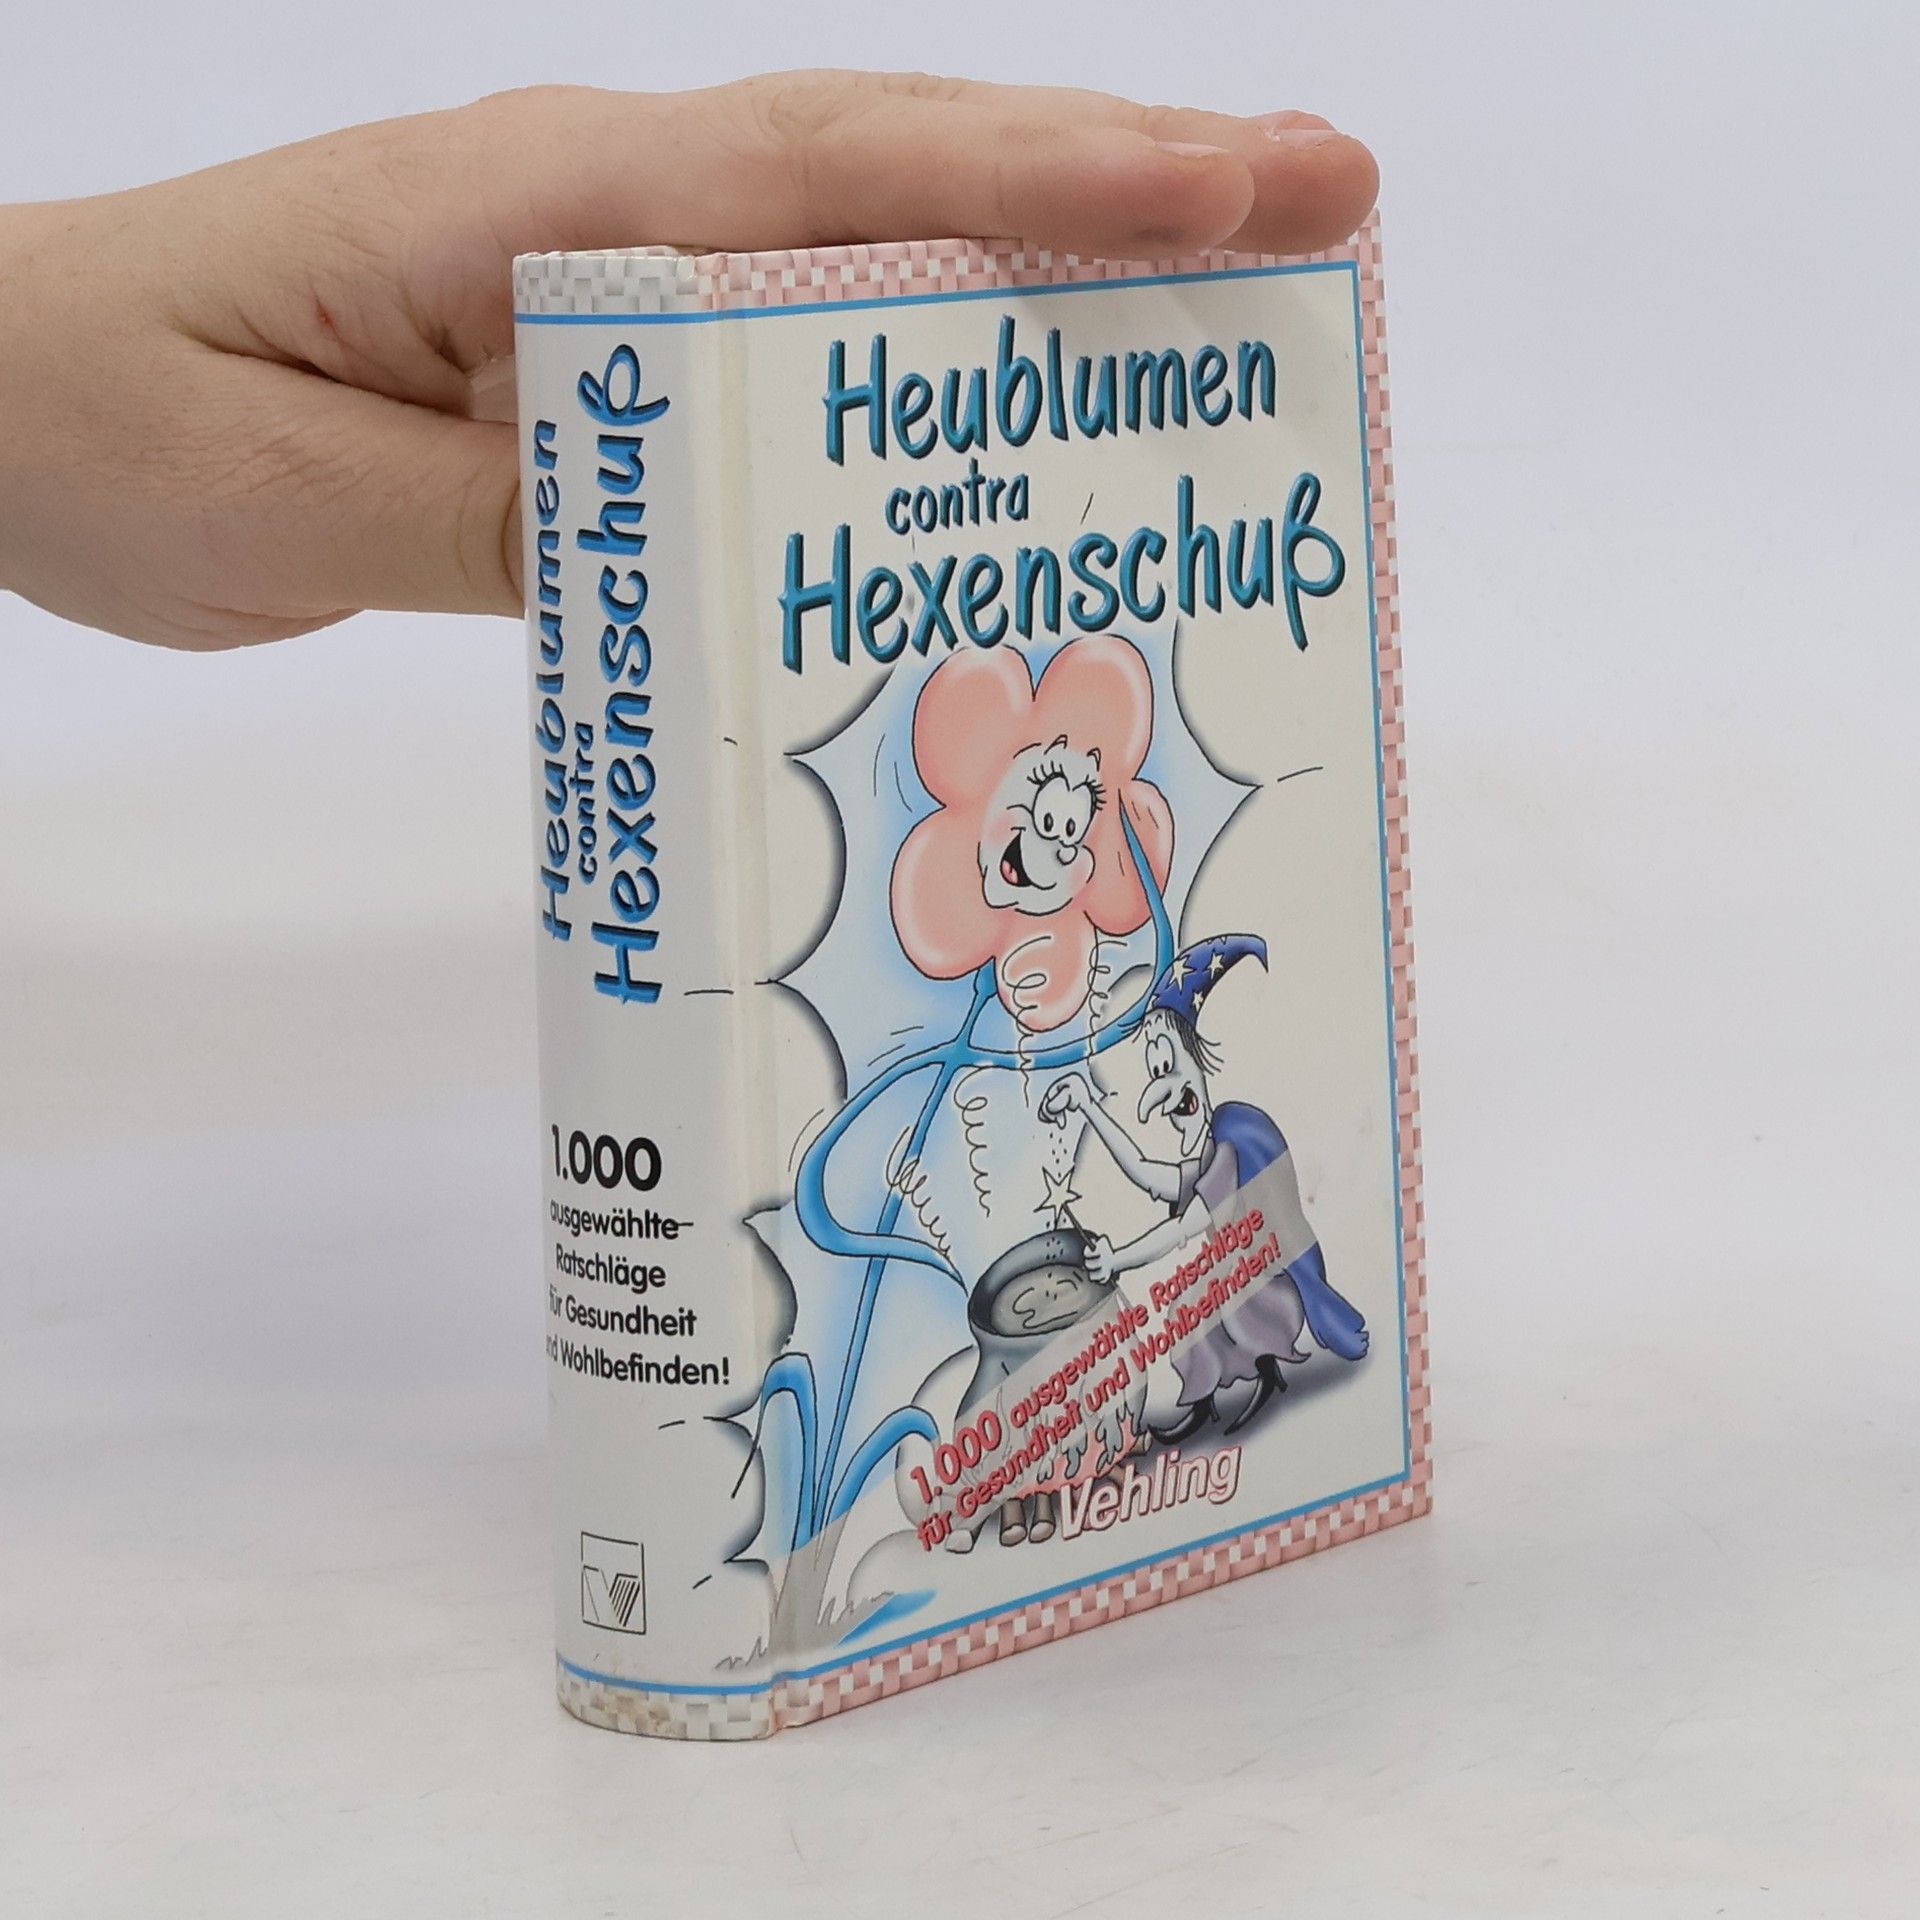 Heublumen
contra
Hexenschuß
1.000
ausgewählte
Ratschläge
für Gesundheit
und Wohlbefinden!
Heublumen
contra
Hexenschuß
1.000 ausgewählte Ratschläge
für Gesundheit und Wohlbefinden!
Vehling